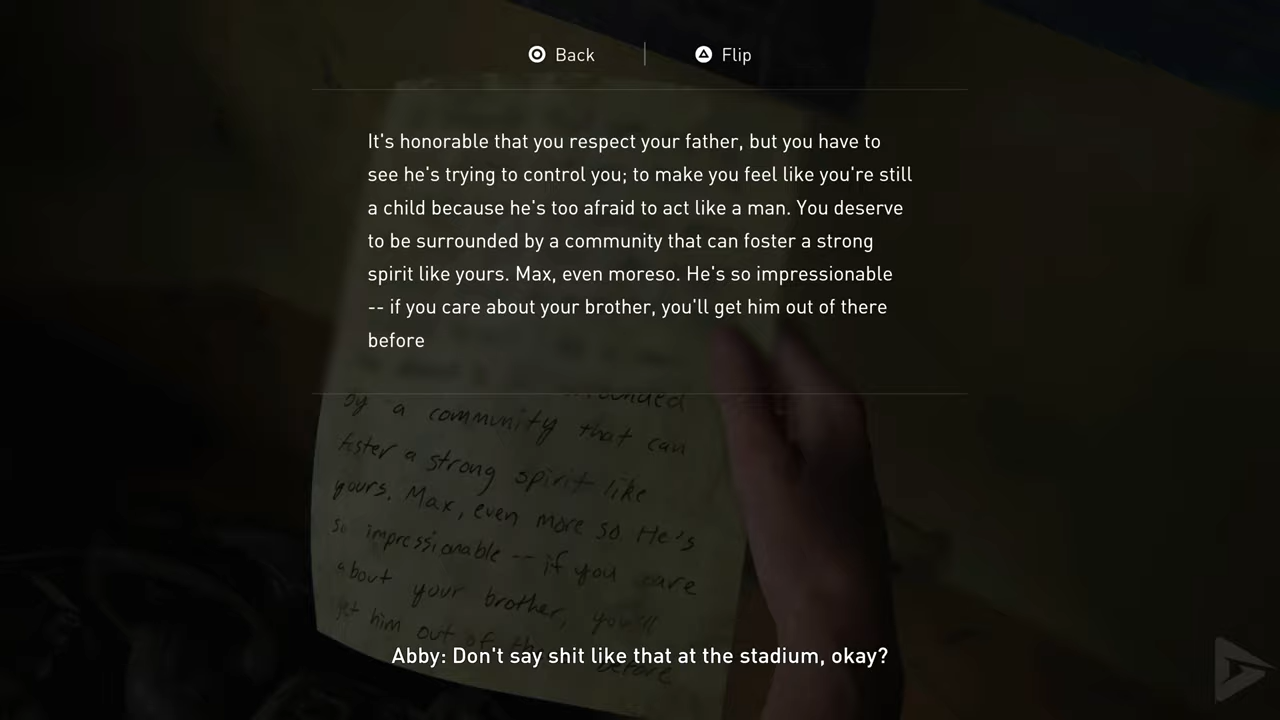 Back
Flip
It's honorable that you respect your father, but you have to
see he's trying to control you; to make you feel like you're still
a child because he's too afraid to act like a man. You deserve
to be surrounded by a community that can foster a strong
spirit like yours. Max, even moreso. He's so impressionable
-- if you care about your brother, you'll get him out of there
before
by a community that can
foster a strong spirit like
yours. Max, even more so. He's
so impressionable -- if you care
about your brother, you'll
get him out of
before
Abby: Don't say shit like that at the stadium, okay?